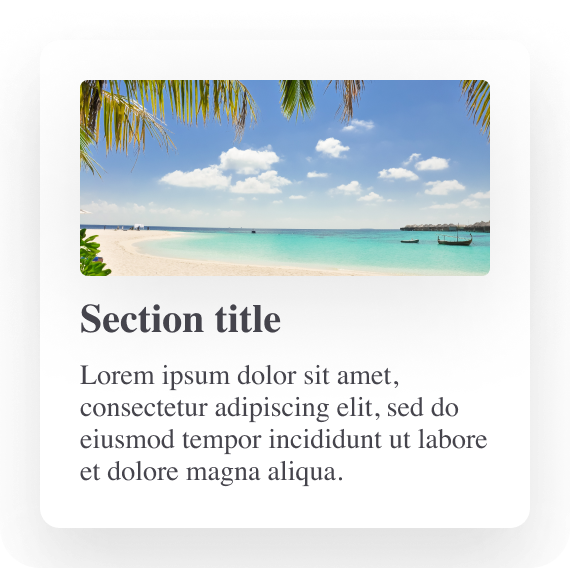 Section title
Lorem ipsum dolor sit amet,
consectetur adipiscing elit, sed do
eiusmod tempor incididunt ut labore
et dolore magna aliqua.